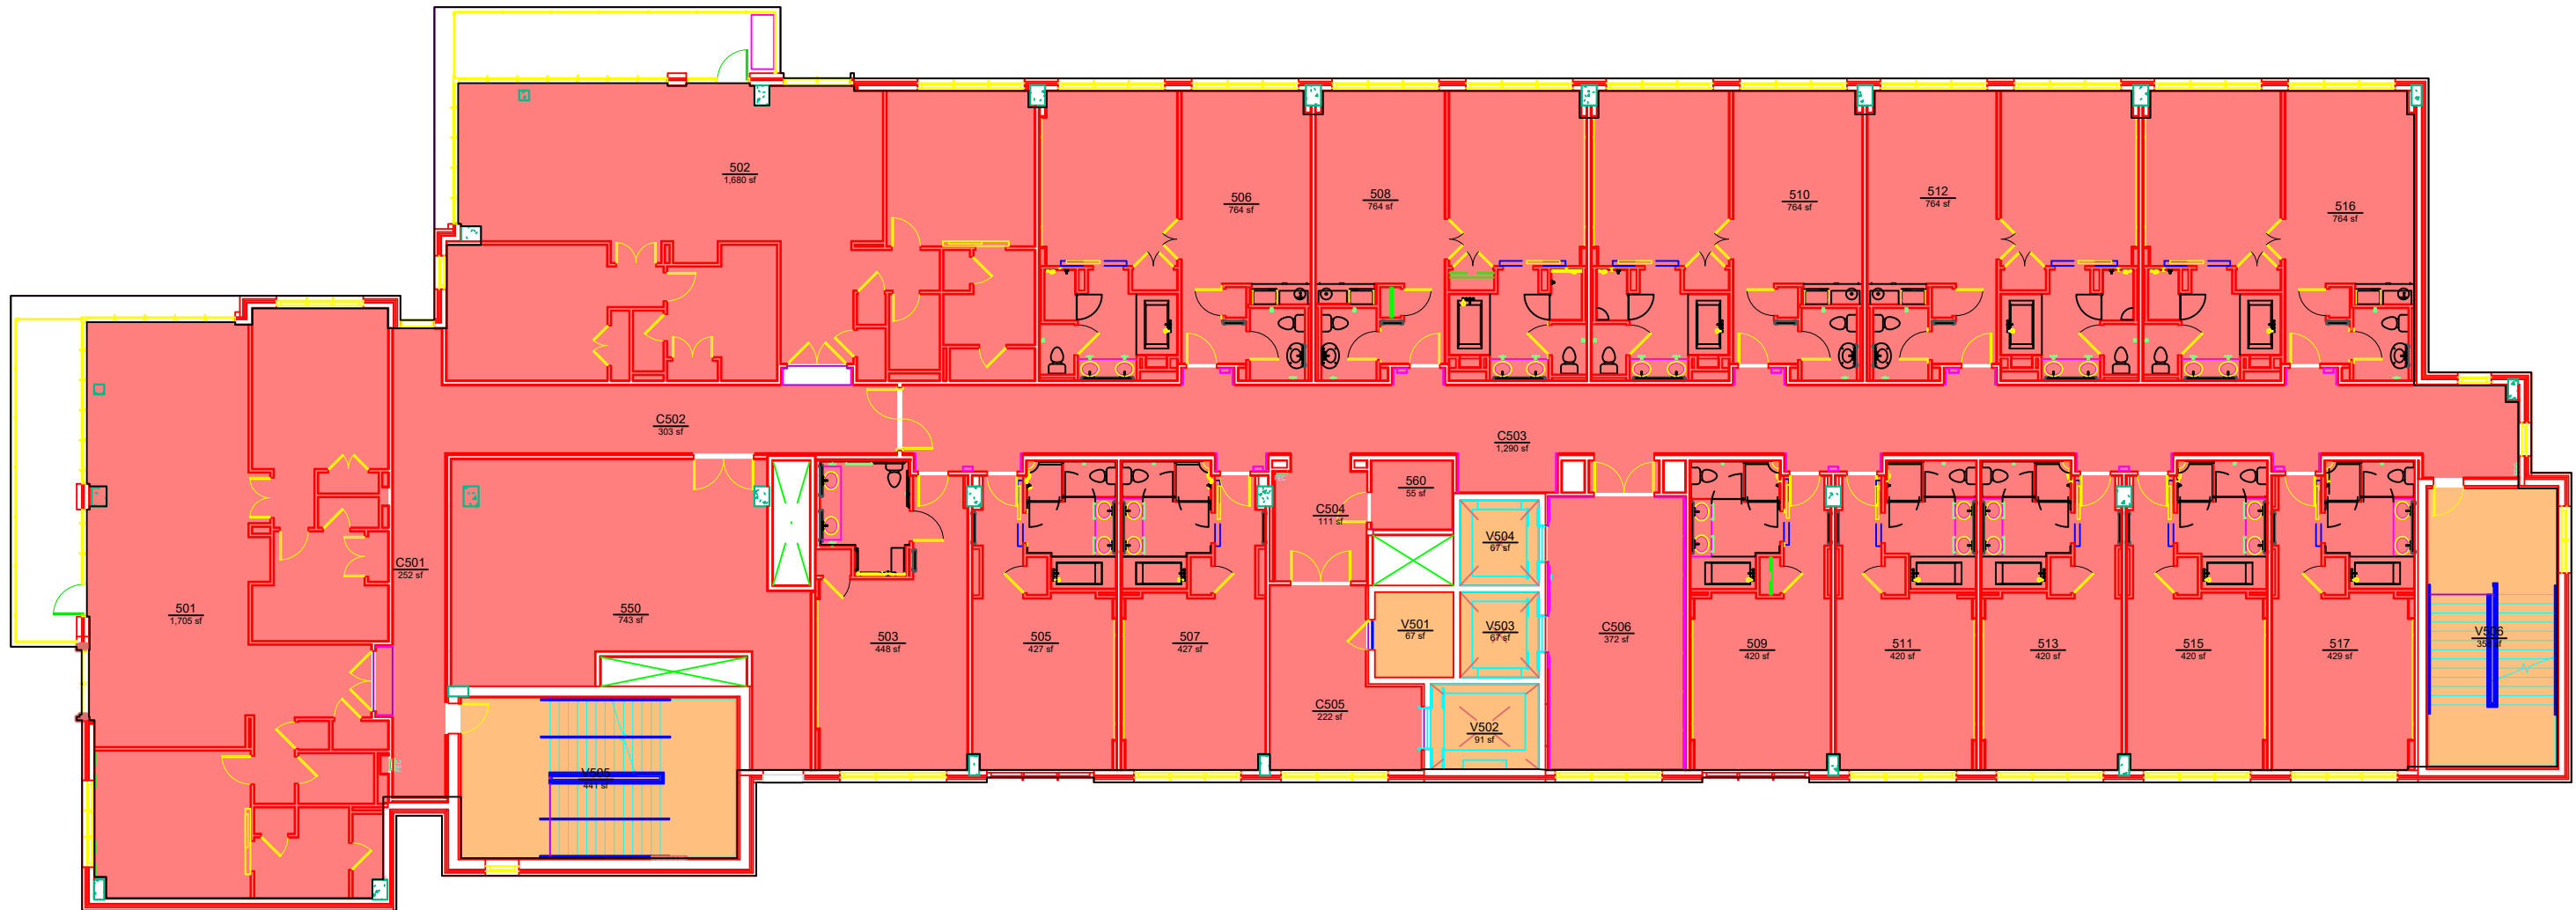 502
1,680 sf
506
764 sf
508
764 sf
510
764 sf
512
764 sf
516
764 sf
C502
303 sf
C503
1,290 sf
560
55 sf
C504
111 sf
V504
67 sf
C501
252 sf
501
1,705 sf
550
743 sf
503
448 sf
505
427 sf
507
427 sf
V501
67 sf
V503
67 sf
C506
372 sf
509
420 sf
511
420 sf
513
420 sf
515
420 sf
517
429 sf
V506
C505
222 sf
V502
91 sf
V505
441 sf